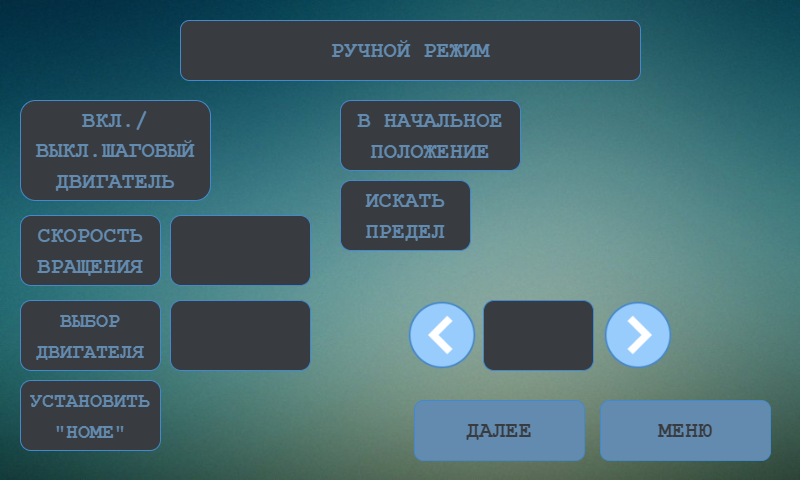 РУЧНОЙ РЕЖИМ
ВКЛ./
ВЫКЛ.ШАГОВЫЙ
ДВИГАТЕЛЬ
В НАЧАЛЬНОЕ
ПОЛОЖЕНИЕ
ИСКАТЬ
ПРЕДЕЛ
СКОРОСТЬ
ВРАЩЕНИЯ
ВЫБОР
ДВИГАТЕЛЯ
УСТАНОВИТЬ
"HOME"
ДАЛЕЕ
МЕНЮ